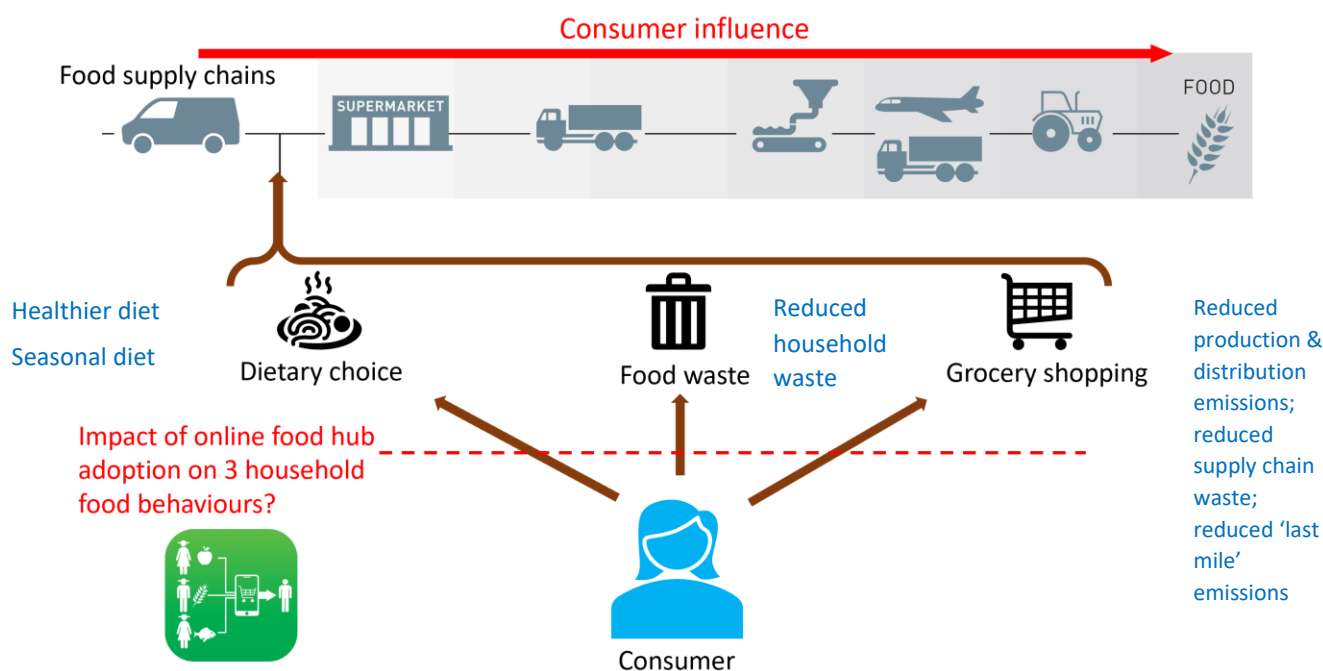 Consumer influence
Food supply chains
SUPERMARKET
FOOD
Healthier diet
Seasonal diet
Dietary choice
Food waste
Reduced
household
waste
Grocery shopping
Reduced
production &
distribution
emissions;
reduced
supply chain
waste;
reduced ‘last
mile’
emissions
Impact of online food hub
adoption on 3 household
food behaviours?
Consumer